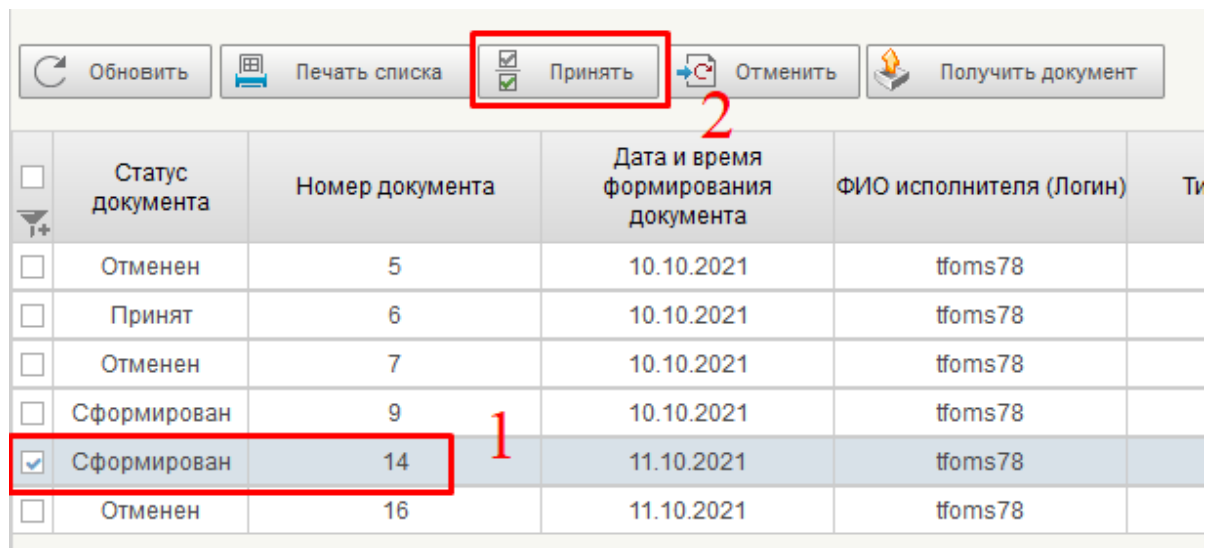 Обновить Печать списка Принять Отменить Получить документ
2
Статус документа Номер документа Дата и время формирования документа ФИО исполнителя (Логин) Ти
Отменен 5 10.10.2021 tfoms78
Принят 6 10.10.2021 tfoms78
Отменен 7 10.10.2021 tfoms78
Сформирован 9 10.10.2021 tfoms78
1
Сформирован 14 11.10.2021 tfoms78
Отменен 16 11.10.2021 tfoms78